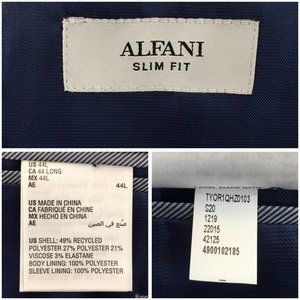 ALFANI
SLIM FIT
US 44L
CA 44 LONG
MX 44L
AE 44L
US MADE IN CHINA
CA FABRIQUÉ EN CHINE
MX HECHO EN CHINA
AE صنع في الصين
US SHELL: 49% RECYCLED
POLYESTER 27% POLYESTER 21%
VISCOSE 3% ELASTANE
BODY LINING: 100% POLYESTER
SLEEVE LINING: 100% POLYESTER
TYOR1QHZ0103
S20
1219
22015
42125
4900102185